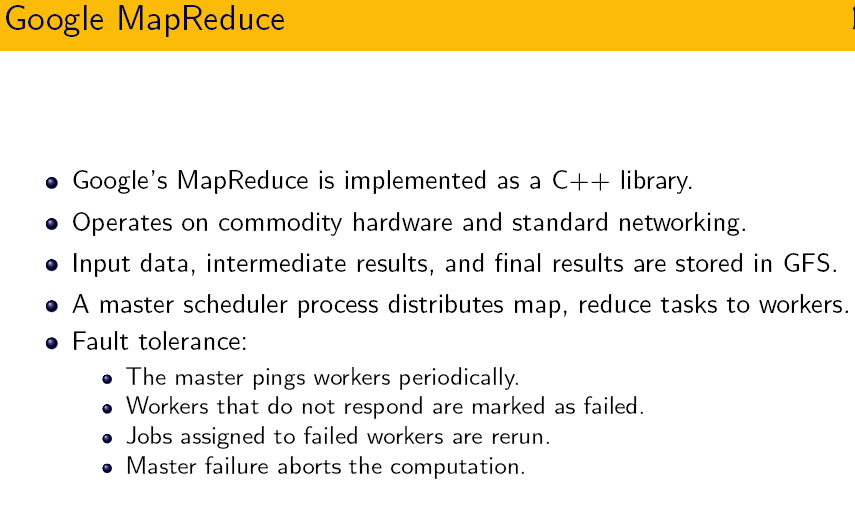 Google MapReduce
Google's MapReduce is implemented as a C++ library.
Operates on commodity hardware and standard networking.
Input data, intermediate results, and final results are stored in GFS.
A master scheduler process distributes map, reduce tasks to workers.
Fault tolerance:
The master pings workers periodically.
Workers that do not respond are marked as failed.
Jobs assigned to failed workers are rerun.
Master failure aborts the computation.